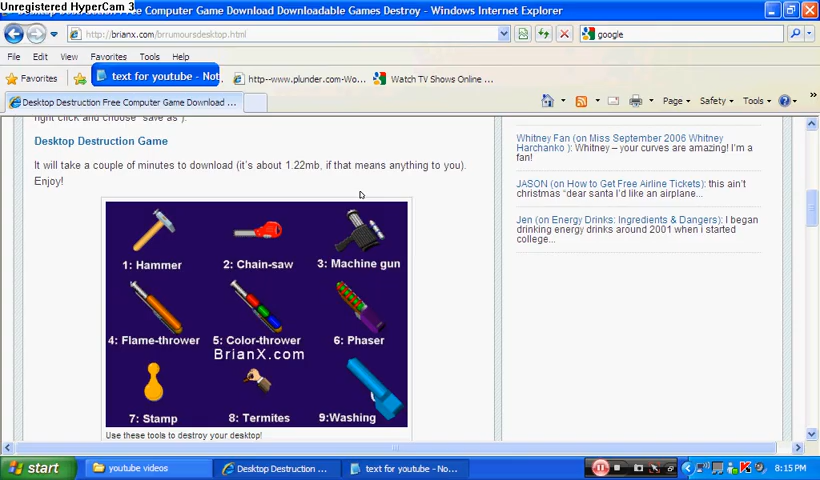 Unregistered HyperCam 3
Desktop Destruction Free Computer Game Download Downloadable Games Destroy - Windows Internet Explorer
http://brianx.com/brrumoursdesktop.html
google
File Edit View Favorites Tools Help
Favorites
text for youtube - Not
http--www.plunder.com-Wo...
Watch TV Shows Online ...
Desktop Destruction Free Computer Game Download ...
Page Safety Tools
right click and choose "save as").
Desktop Destruction Game
It will take a couple of minutes to download (it's about 1.22mb, if that means anything to you).
Enjoy!
1: Hammer
2: Chain-saw
3: Machine gun
4: Flame-thrower
5: Color-thrower
6: Phaser
BrianX.com
7: Stamp
8: Termites
9:Washing
Use these tools to destroy your desktop!
Whitney Fan (on Miss September 2006 Whitney
Harchanko ): Whitney – your curves are amazing! I'm a
fan!
JASON (on How to Get Free Airline Tickets): this ain't
christmas "dear santa I'd like an airplane...
Jen (on Energy Drinks: Ingredients & Dangers): I began
drinking energy drinks around 2001 when i started
college...
start
youtube videos
Desktop Destruction ...
text for youtube - No...
8:15 PM